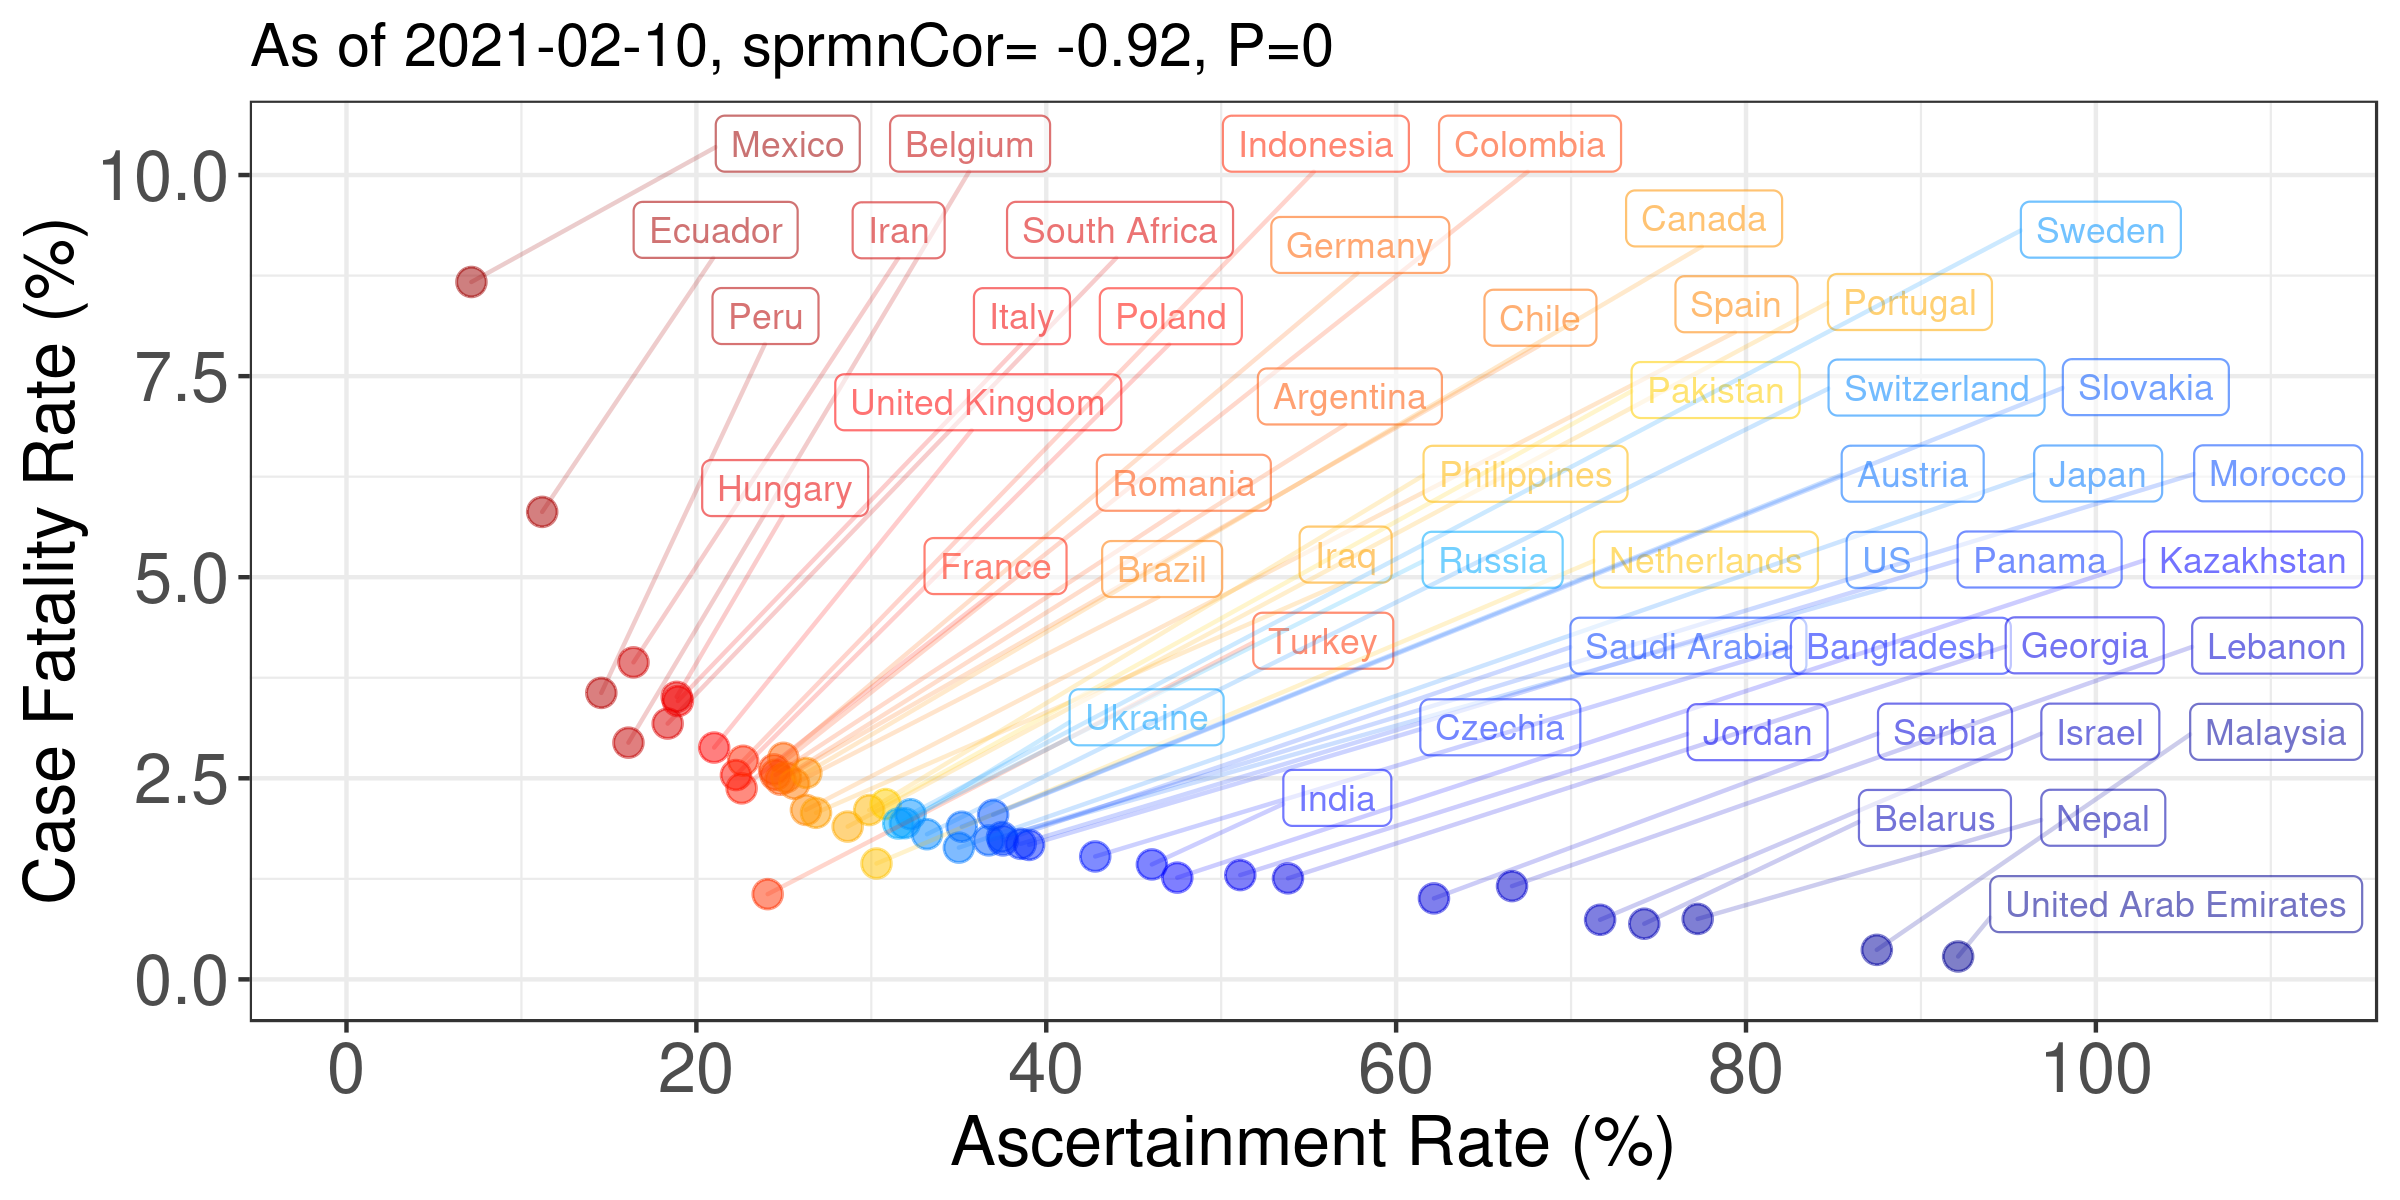 As of 2021-02-10, sprmnCor= -0.92, P=0
Case Fatality Rate (%)
10.0
7.5
5.0
2.5
0.0
Mexico
Belgium
Indonesia
Colombia
Canada
Ecuador
Iran
South Africa
Germany
Sweden
Peru
Italy
Poland
Chile
Spain
Portugal
United Kingdom
Argentina
Pakistan
Switzerland
Slovakia
Hungary
Romania
Philippines
Austria
Japan
Morocco
France
Brazil
Iraq
Russia
Netherlands
US
Panama
Kazakhstan
Turkey
Saudi Arabia
Bangladesh
Georgia
Lebanon
Ukraine
Czechia
Jordan
Serbia
Israel
Malaysia
India
Belarus
Nepal
United Arab Emirates
0
20
40
60
80
100
Ascertainment Rate (%)